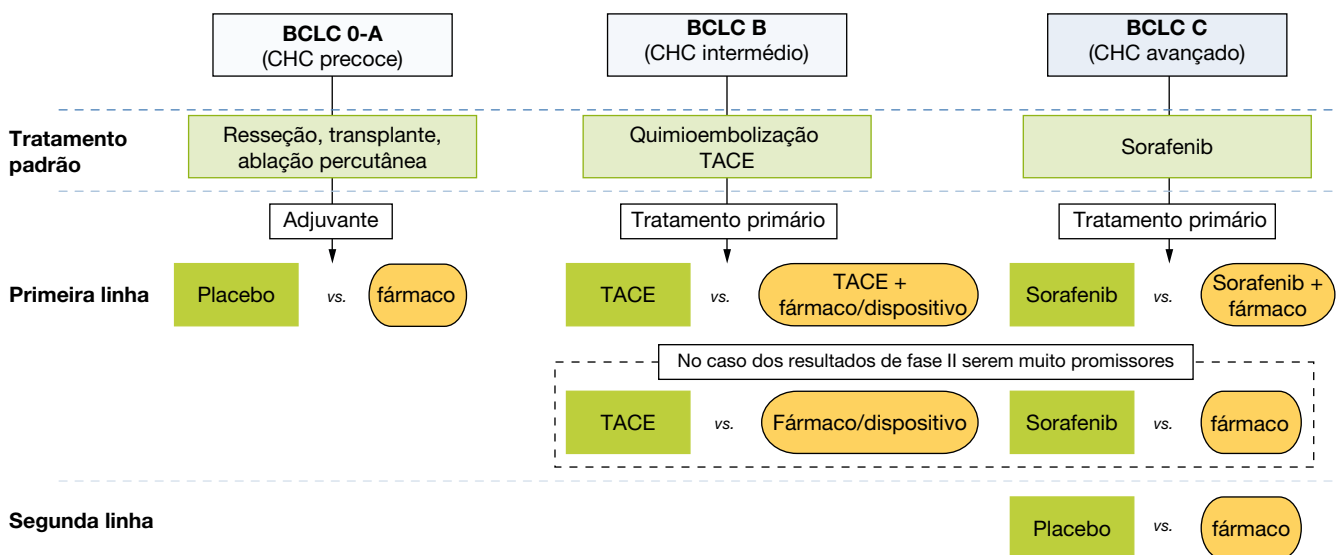 BCLC 0-A
(CHC precoce)
BCLC B
(CHC intermédio)
BCLC C
(CHC avançado)
Tratamento
padrão
Resseção, transplante,
ablação percutânea
Quimioembolização
TACE
Sorafenib
Adjuvante
Tratamento primário
Tratamento primário
Primeira linha
Placebo
vs.
fármaco
TACE
vs.
TACE +
fármaco/dispositivo
Sorafenib
vs.
Sorafenib +
fármaco
No caso dos resultados de fase II serem muito promissores
TACE
vs.
Fármaco/dispositivo
Sorafenib
vs.
fármaco
Segunda linha
Placebo
vs.
fármaco